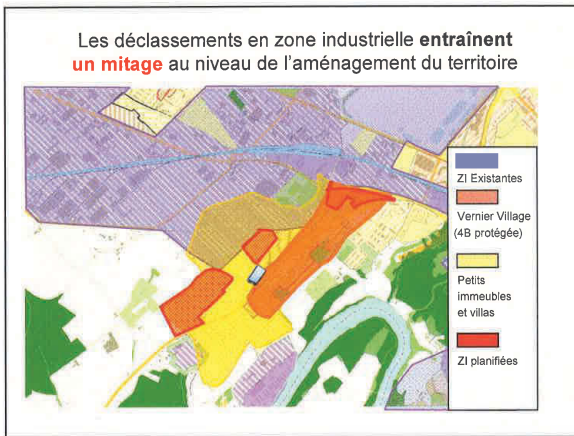 Les déclassements en zone industrielle entraînent
un mitage au niveau de l'aménagement du territoire
ZI Existantes
Vernier Village
(4B protégée)
Petits
immeubles
et villas
ZI planifiées